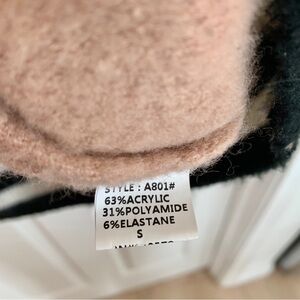 STYLE : A801#
63%ACRYLIC
31%POLYAMIDE
6%ELASTANE
S